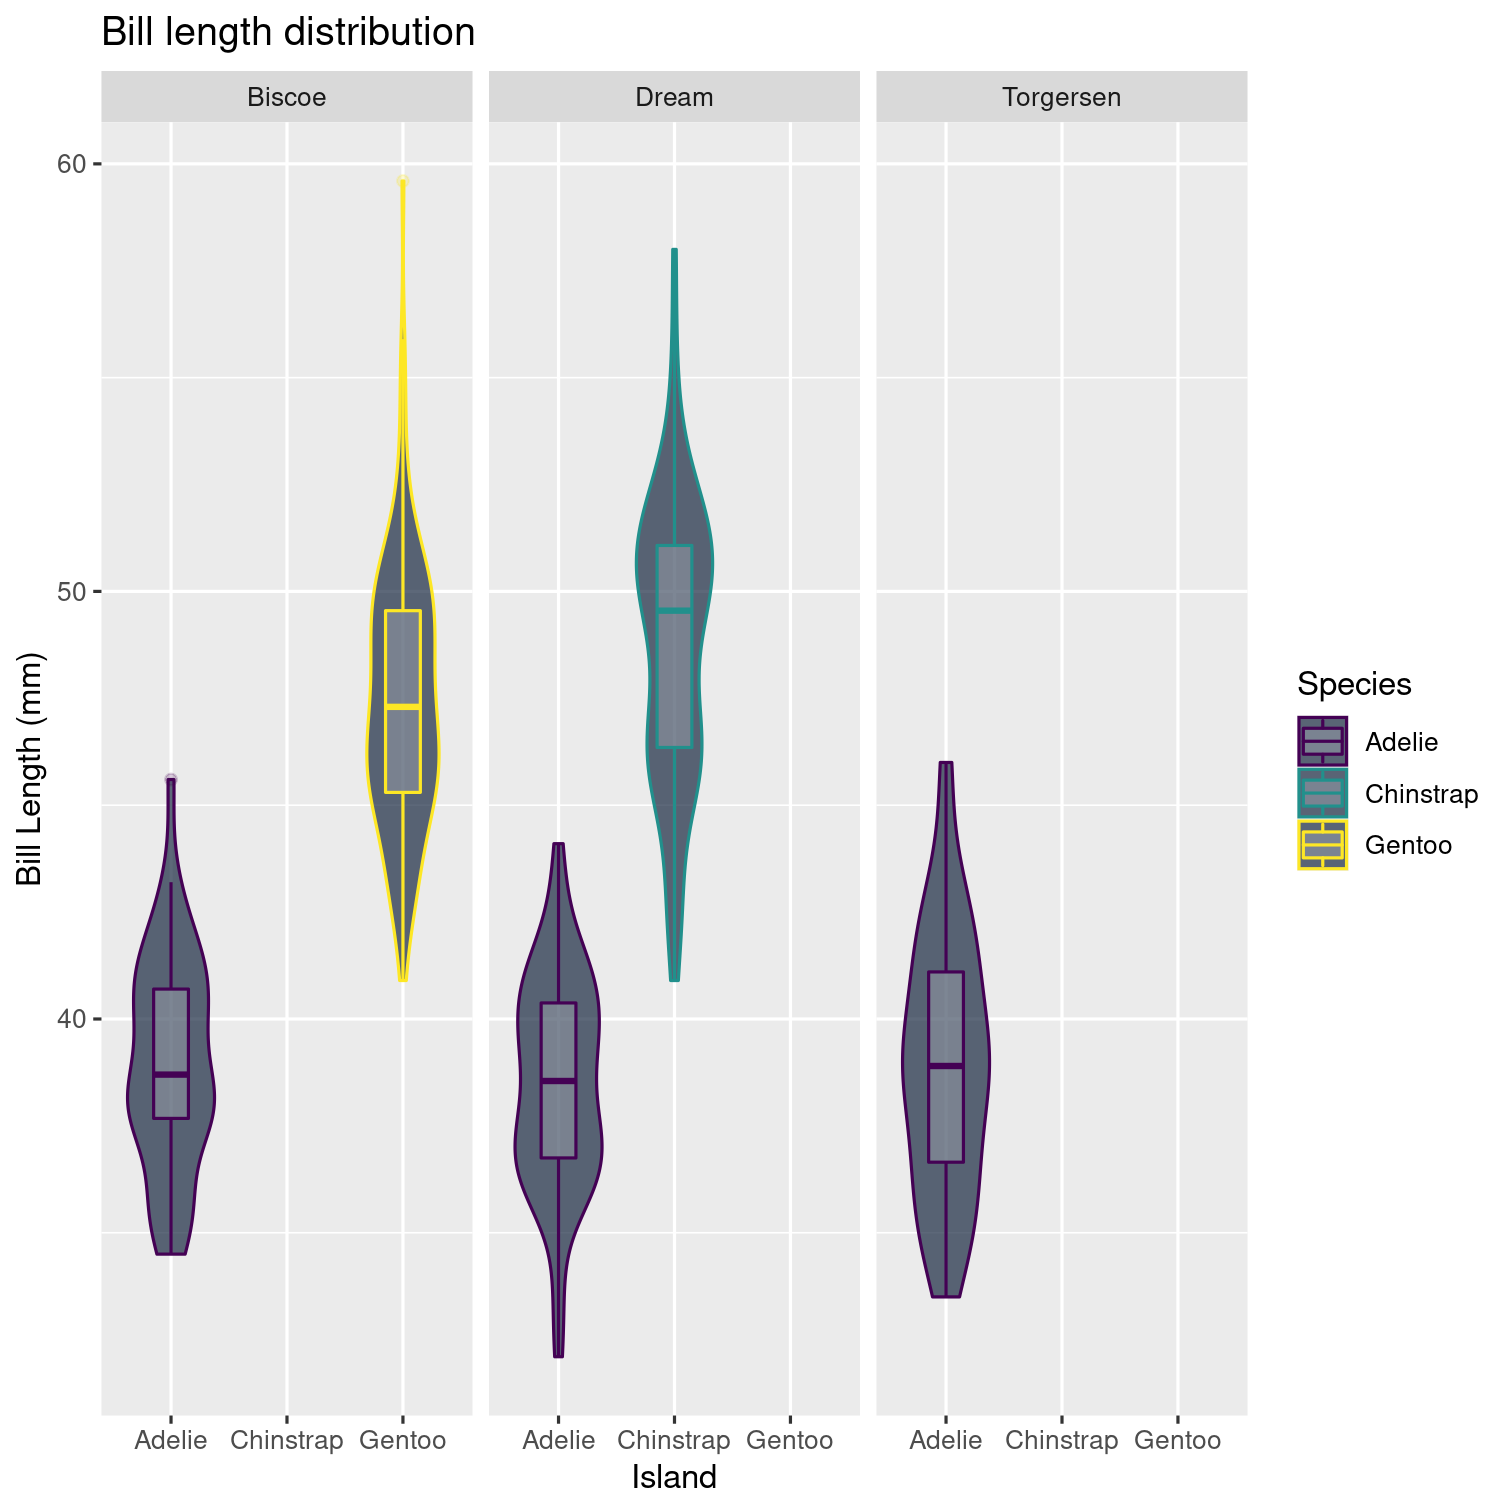 Bill length distribution
Biscoe Dream Torgersen
60
50
40
Bill Length (mm)
Adelie Chinstrap Gentoo Adelie Chinstrap Gentoo Adelie Chinstrap Gentoo
Island
Species
Adelie
Chinstrap
Gentoo